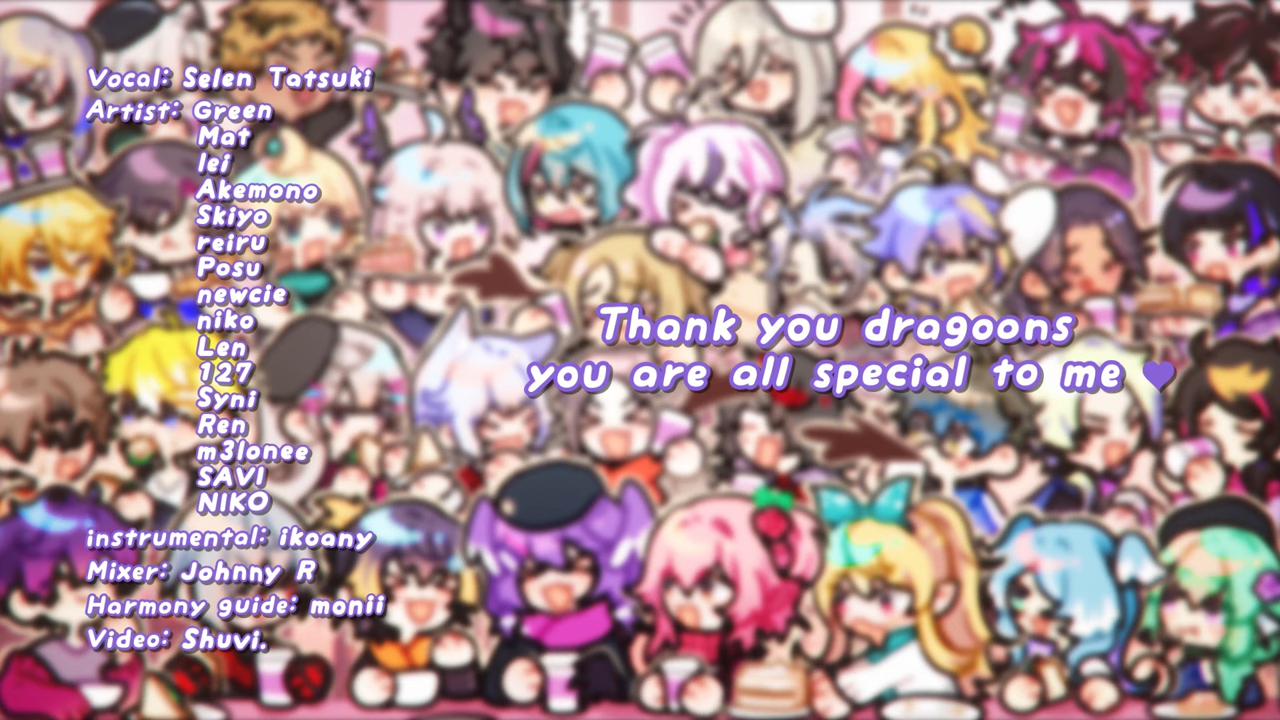 Vocal: Selen Tatsuki
Artist: Green
Mat
lei
Akemono
Skiyo
reiru
Posu
newcie
niko
Len
127
Syni
Ren
m3lonee
SAVI
NIKO
instrumental: ikoany
Mixer: Johnny R
Harmony guide: monii
Video: Shuvi.
Thank you dragoons
you are all special to me 💜